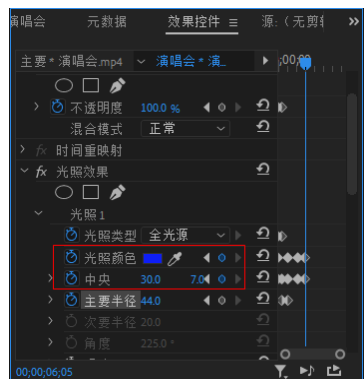 演唱会 元数据 效果控件 ≡ 源:(无剪辑 »
主要 * 演唱会.mp4 演唱会 * 演... ;00;00
不透明度 100.0 %
混合模式 正常
fx 时间重映射
fx 光照效果
光照 1
光照类型 全光源
光照颜色
中央 30.0 7.0
主要半径 44.0
次要半径 20.0
角度 225.0 °
00;00;06;05